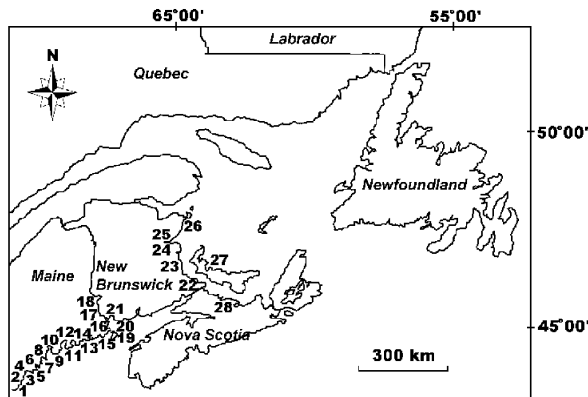 65°00' 55°00'
Labrador
N
Quebec
50°00'
Newfoundland
26
25
24
27
23
Maine New
Brunswick 22
18
17 21 28
16 20 45°00'
12 14 19 Nova Scotia
10 13 15
8 11 300 km
6 9
4 7
2 3 5
1